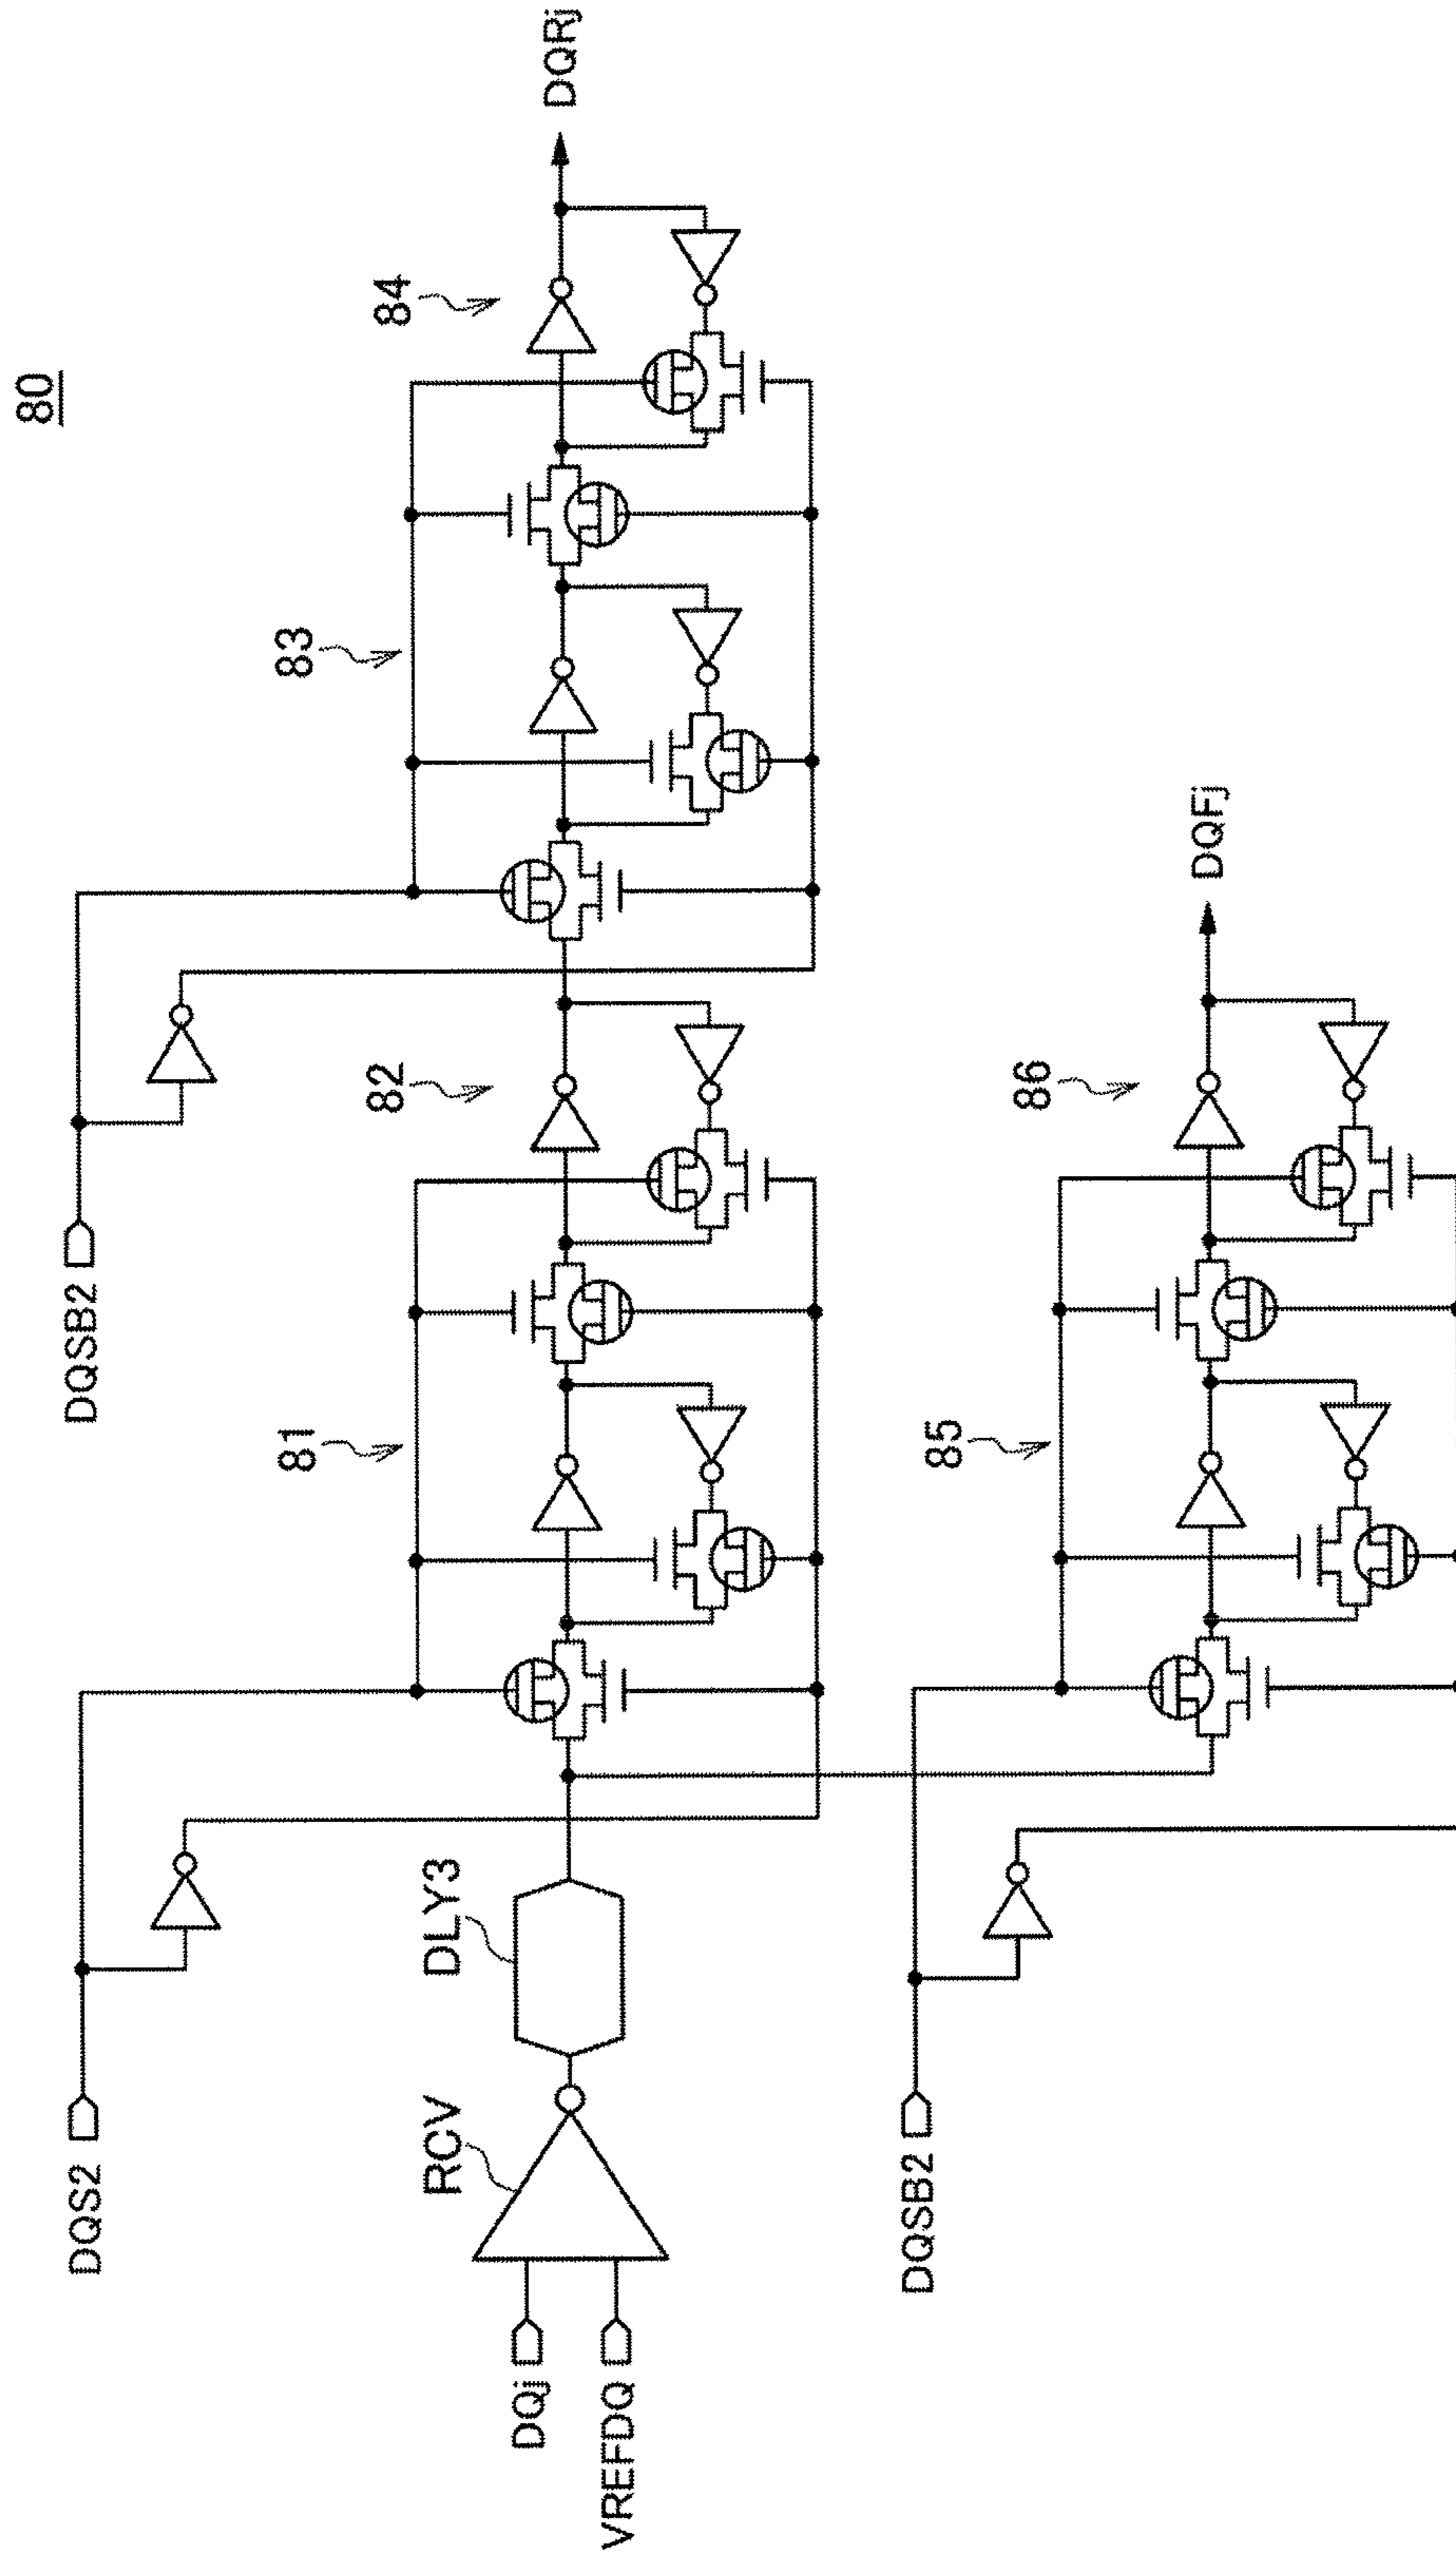 80
DQSB2
83
84
DQRj
DQS2
81
82
DQj
VREFDQ
RCV
DLY3
DQSB2
85
86
DQFj